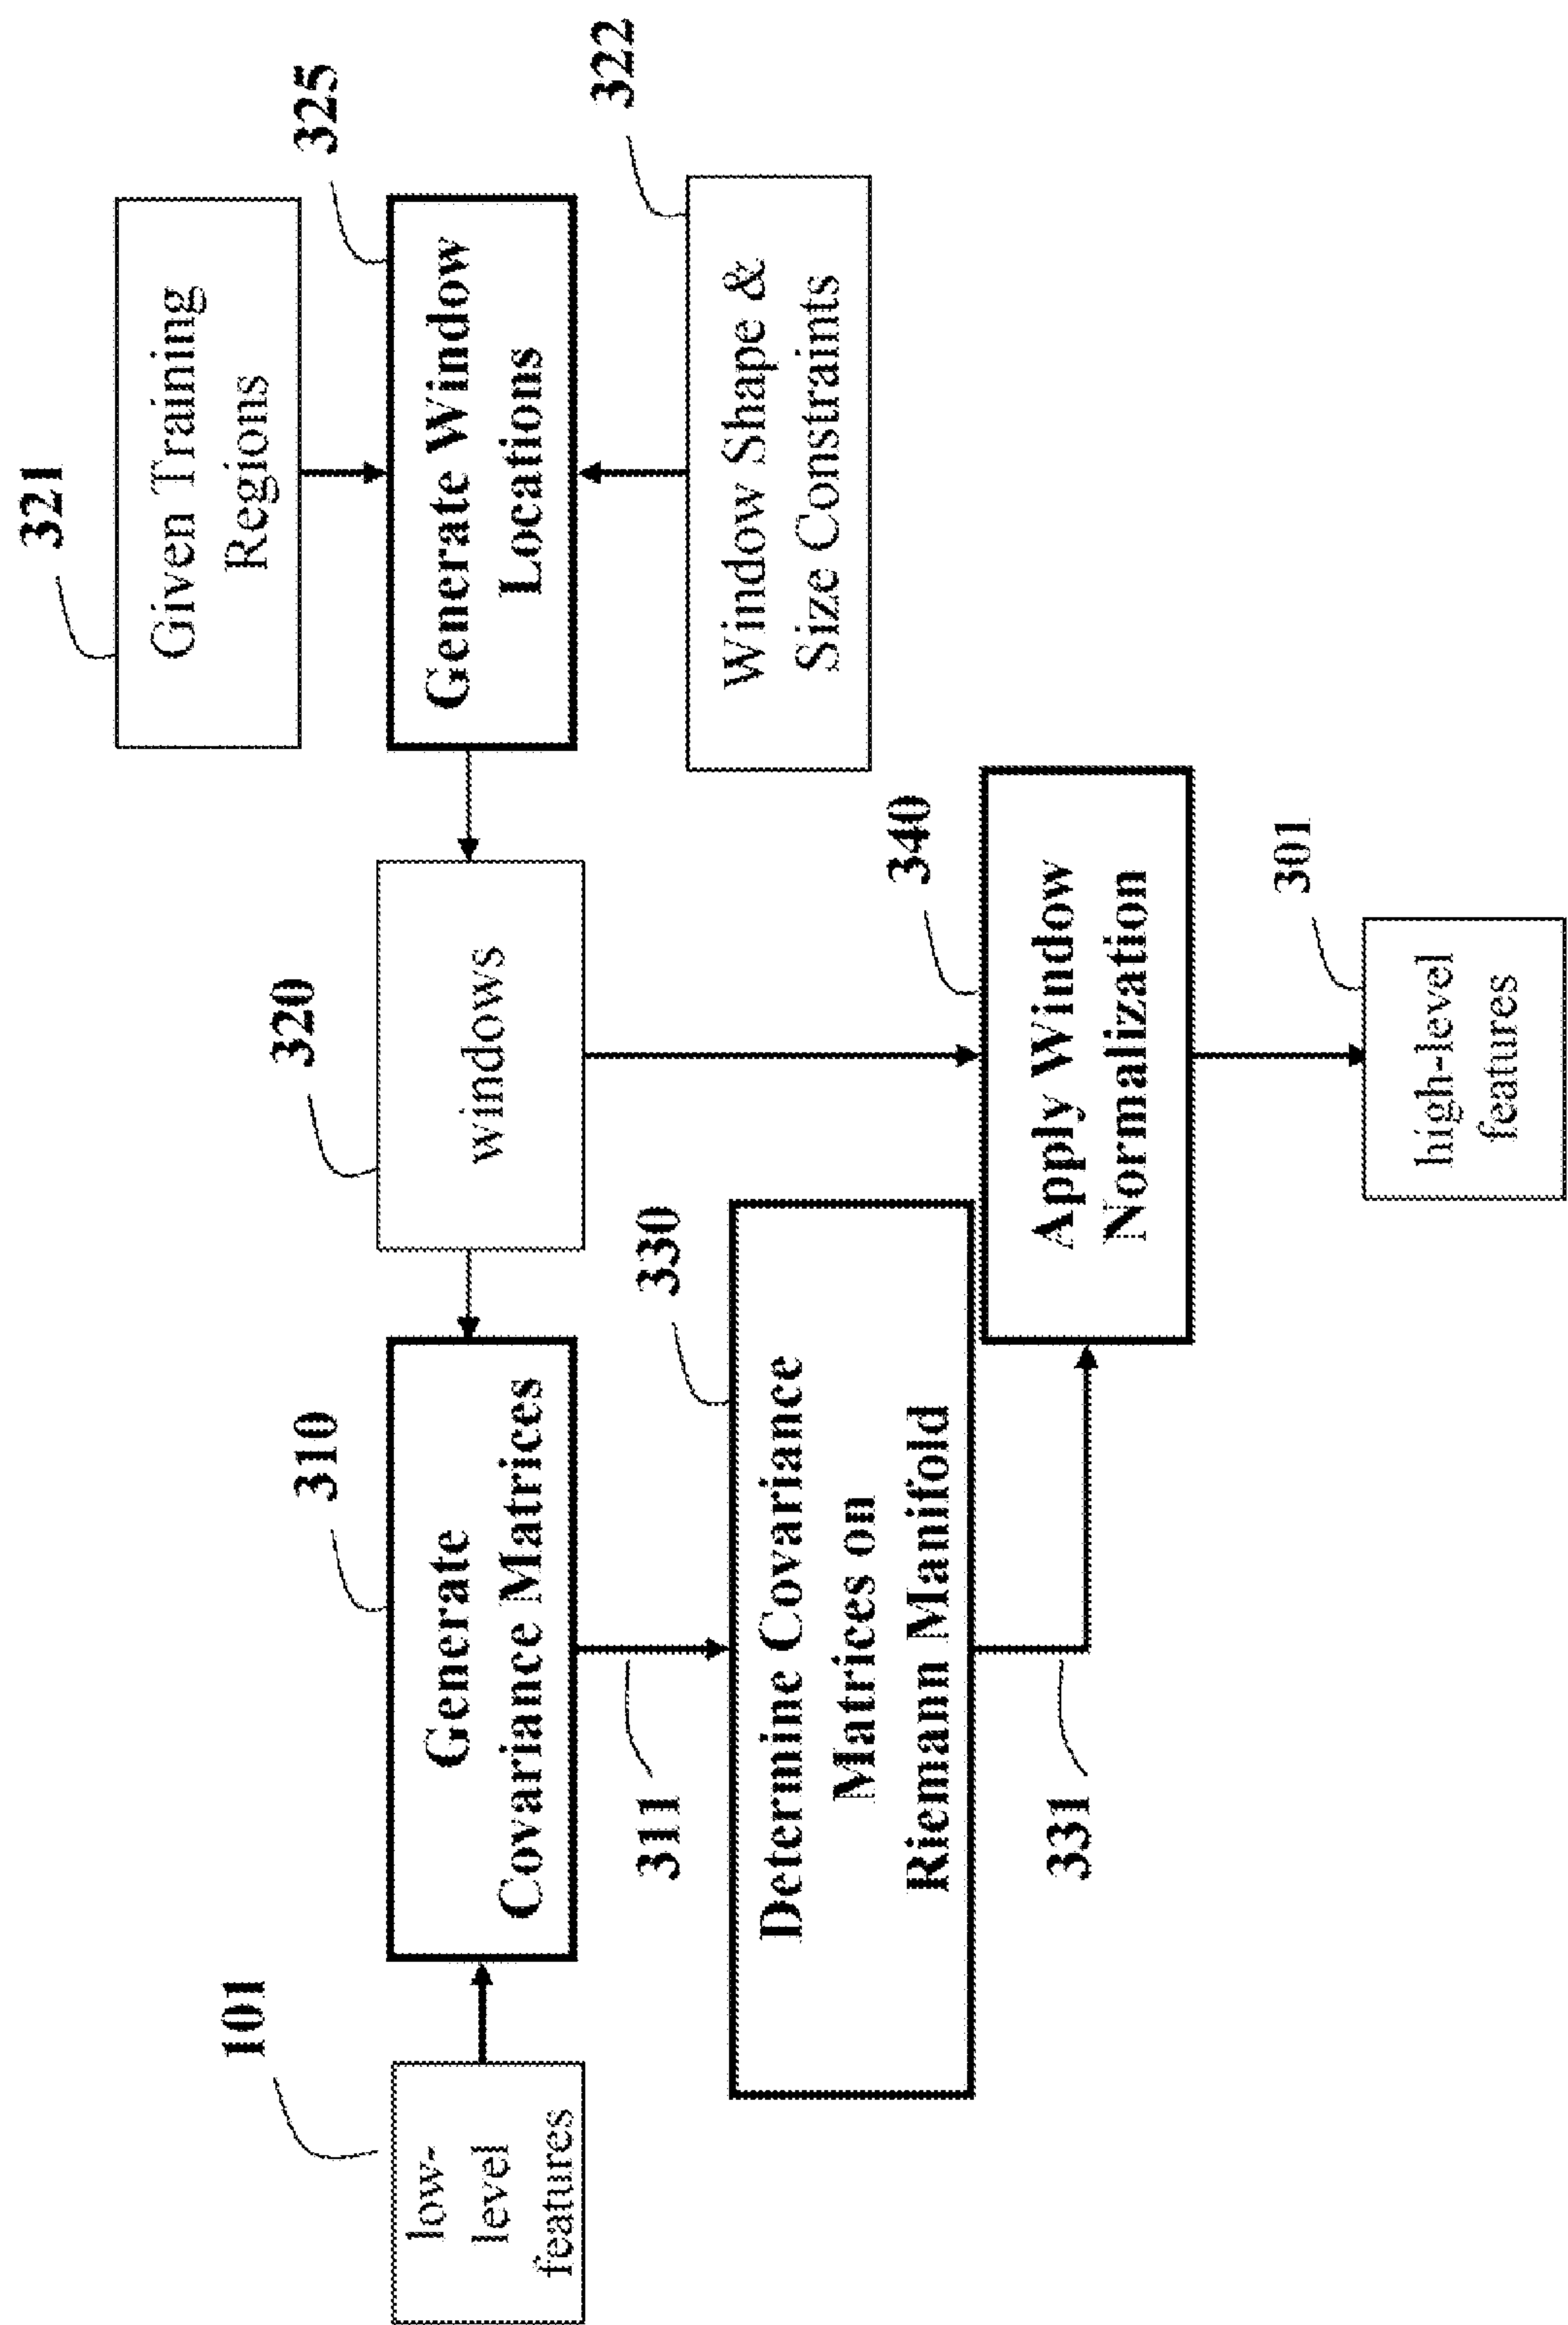 321
Given Training
Regions
325
Generate Window
Locations
322
Window Shape &
Size Constraints
320
windows
310
Generate
Covariance Matrices
101
low-
level
features
311
330
Determine Covariance
Matrices on
Riemann Manifold
331
340
Apply Window
Normalization
301
high-level
features